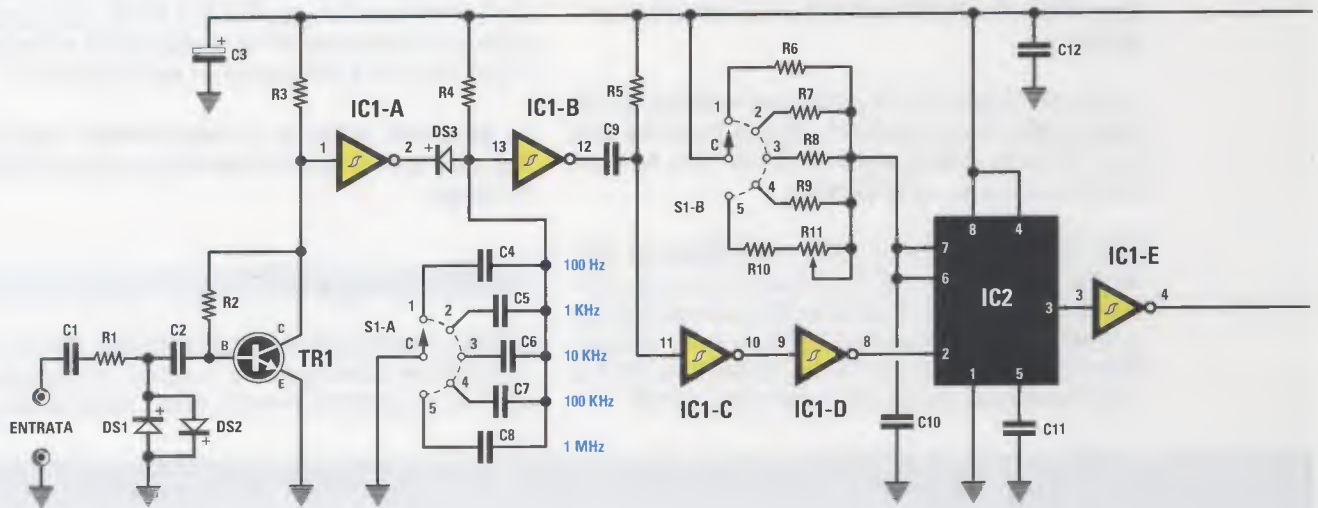 C3
R3
IC1-A
1
2
DS3
+
R4
IC1-B
13
12
C9
R5
R6
R7
R8
R9
R10
R11
1
2
3
4
5
C
S1-B
C12
8
4
7
6
IC2
3
2
1
5
IC1-E
3
4
C10
C11
11
10
IC1-C
9
8
IC1-D
C4
100 Hz
C5
1 KHz
C6
10 KHz
C7
100 KHz
C8
1 MHz
S1-A
1
2
3
4
5
C
R2
C1
R1
C2
B
C
E
TR1
ENTRATA
DS1
+
DS2
+
+